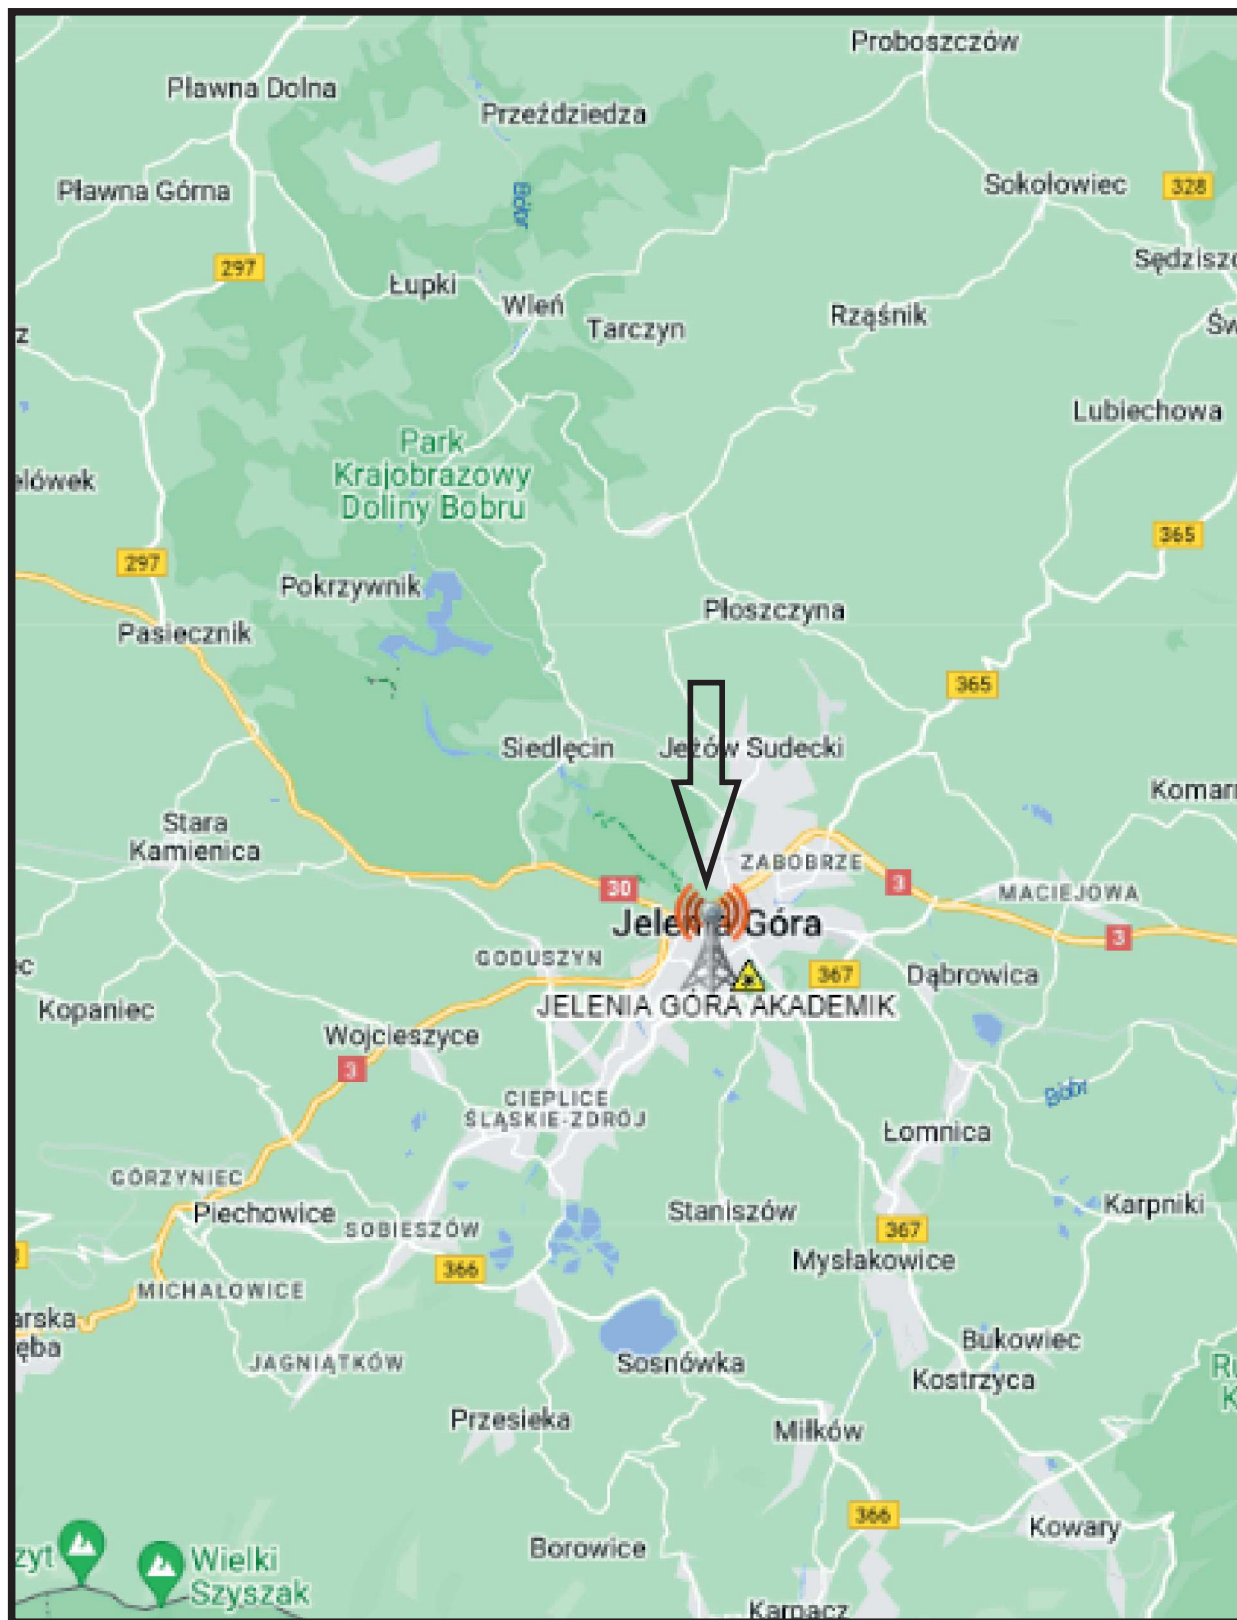 Proboszczów
Pławna Dolna
Przeździedza
Pławna Górna
Bóbr
Sokołowiec
328
297
Łupki
Wleń
Tarczyn
Rząśnik
Lubiechowa
Park
Krajobrazowy
Doliny Bobru
365
297
Pokrzywnik
Płoszczyna
Pasiecznik
365
Siedlęcin
Jeżów Sudecki
Stara
Kamienica
ZABOBRZE
30
3
MACIEJOWA
Jelenia Góra
3
GODUSZYN
367
Dąbrowica
Kopaniec
JELENIA GÓRA AKADEMIK
Wojcieszyce
3
CIEPLICE
ŚLĄSKIE-ZDRÓJ
Bóbr
Łomnica
GÓRZYNIEC
Piechowice
SOBIESZÓW
Staniszów
Karpniki
367
366
Mysłakowice
MICHAŁOWICE
Bukowiec
JAGNIĄTKÓW
Sosnówka
Kostrzyca
Przesieka
Miłków
366
Kowary
Borowice
Wielki
Szyszak
Karpacz